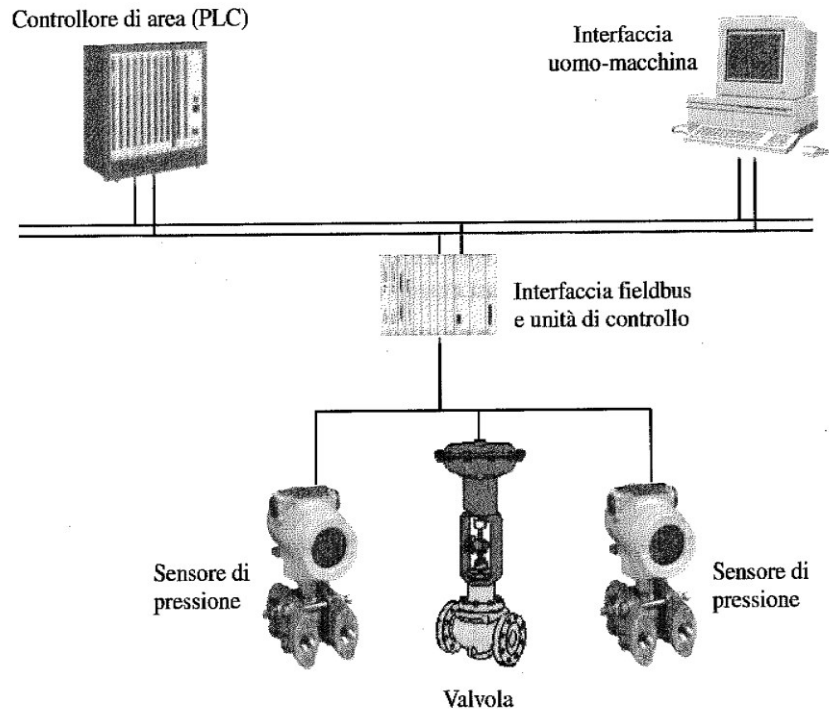 Controllore di area (PLC)
Interfaccia
uomo-macchina
Interfaccia fieldbus
e unità di controllo
Sensore di
pressione
Sensore di
pressione
Valvola